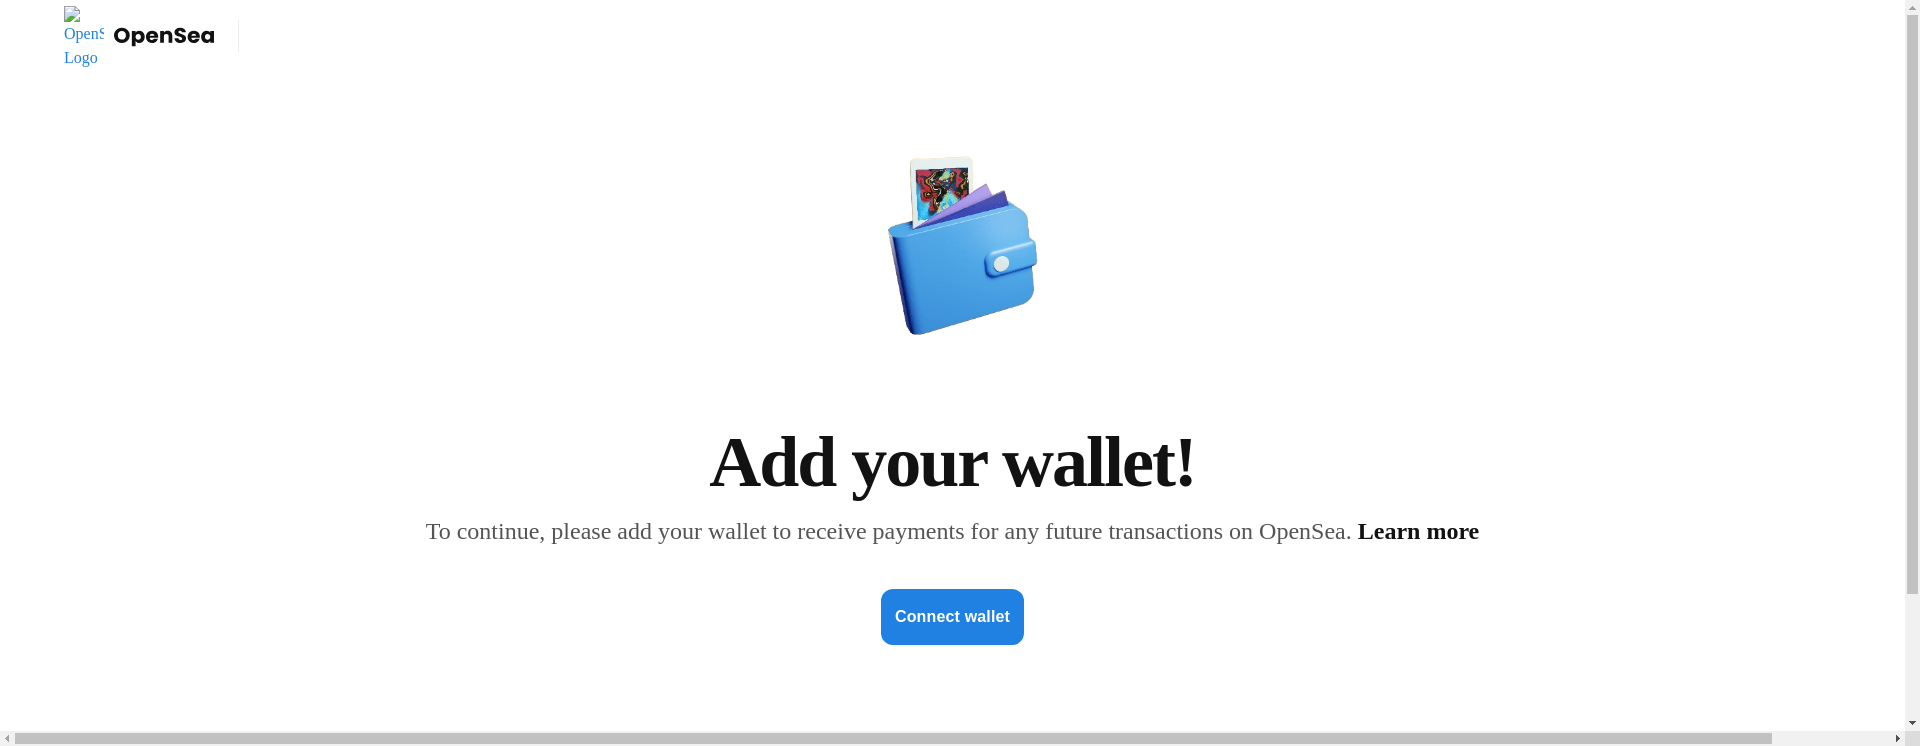 OpenS
Logo
OpenSea
Add your wallet!
To continue, please add your wallet to receive payments for any future transactions on OpenSea. Learn more
Connect wallet